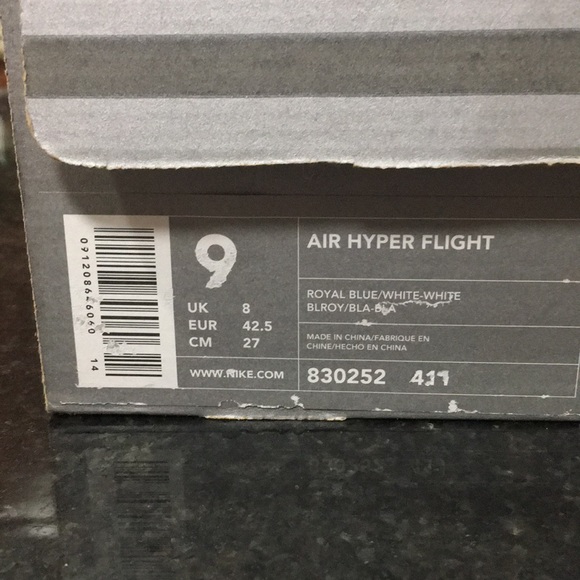 AIR HYPER FLIGHT
9
UK 8
EUR 42.5
CM 27
ROYAL BLUE/WHITE-WHITE
BLROY/BLA-BLA
MADE IN CHINA/FABRIQUE EN
CHINE/HECHO EN CHINA
WWW.NIKE.COM
830252 411
14